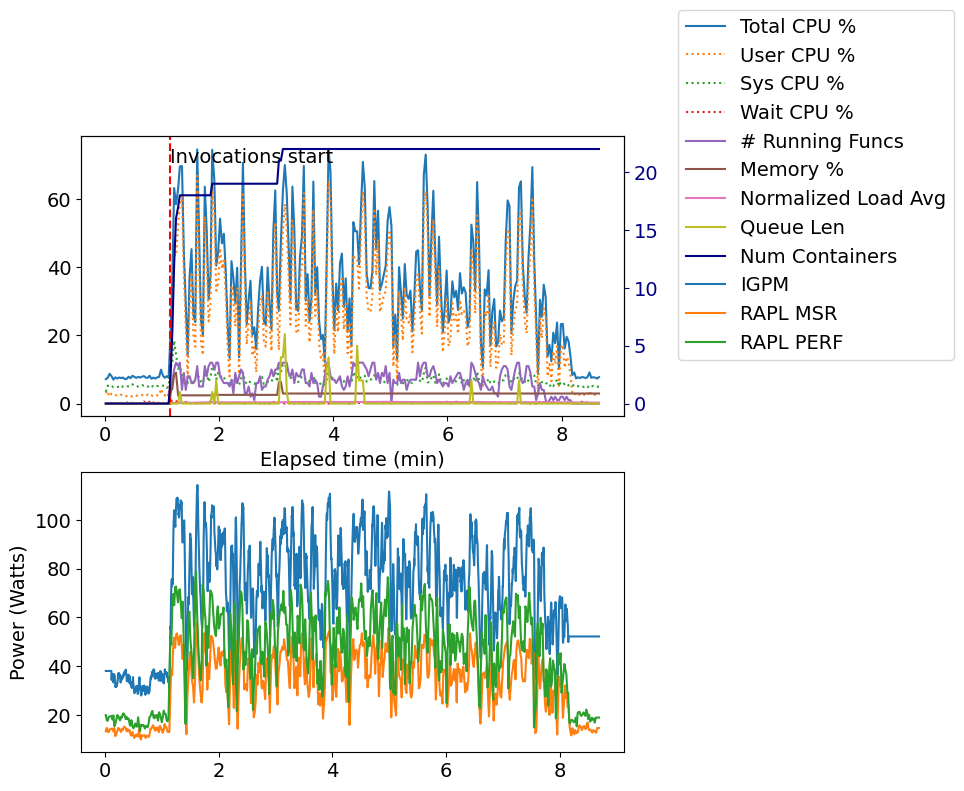 Total CPU %
User CPU %
Sys CPU %
Wait CPU %
# Running Funcs
Memory %
Normalized Load Avg
Queue Len
Num Containers
IGPM
RAPL MSR
RAPL PERF
Invocations start
60
40
20
0
20
15
10
5
0
0 2 4 6 8
Elapsed time (min)
Power (Watts)
100
80
60
40
20
0 2 4 6 8